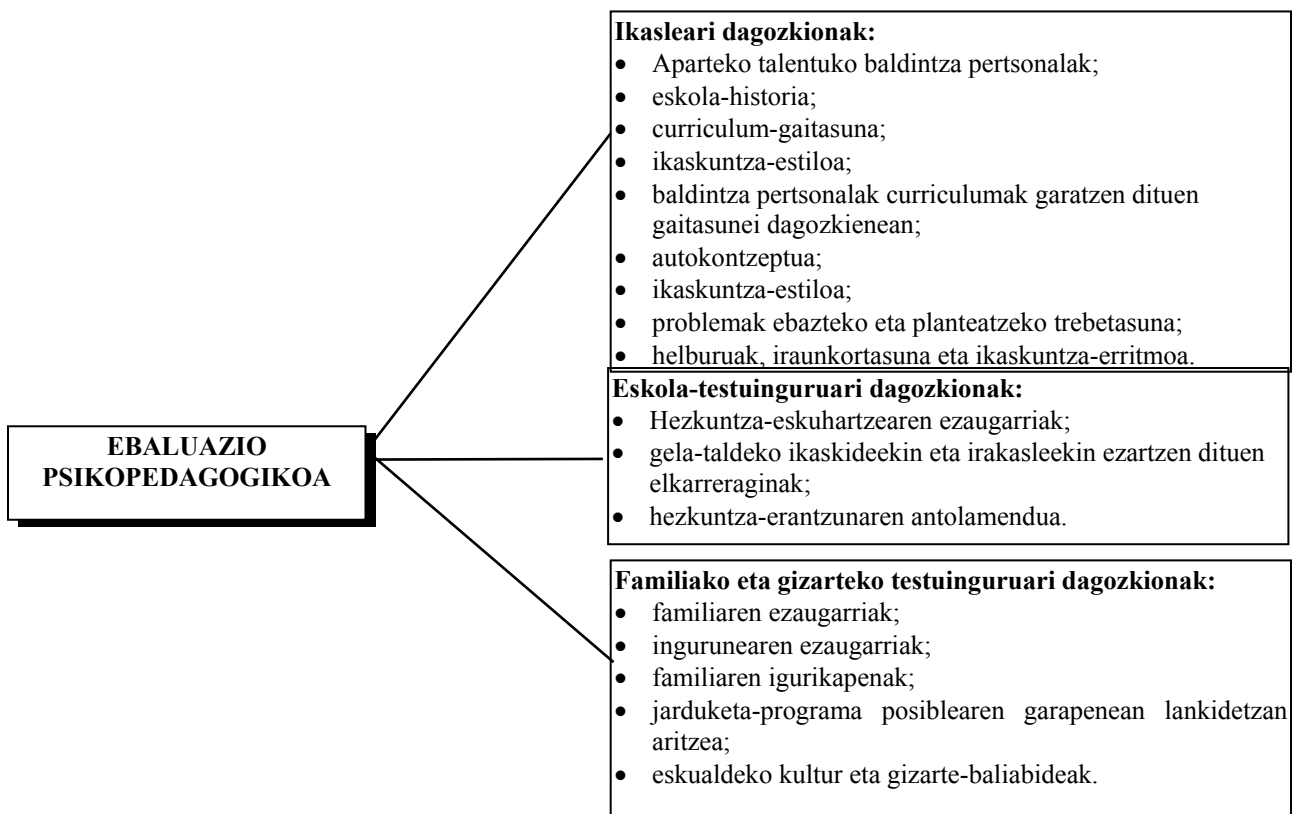 Ikasleari dagozkionak:
• Aparteko talentuko baldintza pertsonalak;
• eskola-historia;
• curriculum-gaitasuna;
• ikaskuntza-estiloa;
• baldintza pertsonalak curriculumak garatzen dituen
gaitasunei dagozkienean;
• autokontzeptua;
• ikaskuntza-estiloa;
• problemak ebazteko eta planteatzeko trebetasuna;
• helburuak, iraunkortasuna eta ikaskuntza-erritmoa.
Eskola-testuinguruari dagozkionak:
• Hezkuntza-eskuhartzearen ezaugarriak;
• gela-taldeko ikaskideekin eta irakasleekin ezartzen dituen
elkarreraginak;
• hezkuntza-erantzunaren antolamendua.
EBALUAZIO
PSIKOPEDAGOGIKOA
Familiako eta gizarteko testuinguruari dagozkionak:
• familiaren ezaugarriak;
• ingurunearen ezaugarriak;
• familiaren igurikapenak;
• jarduketa-programa posiblearen garapenean lankidetzan
aritzea;
• eskualdeko kultur eta gizarte-baliabideak.